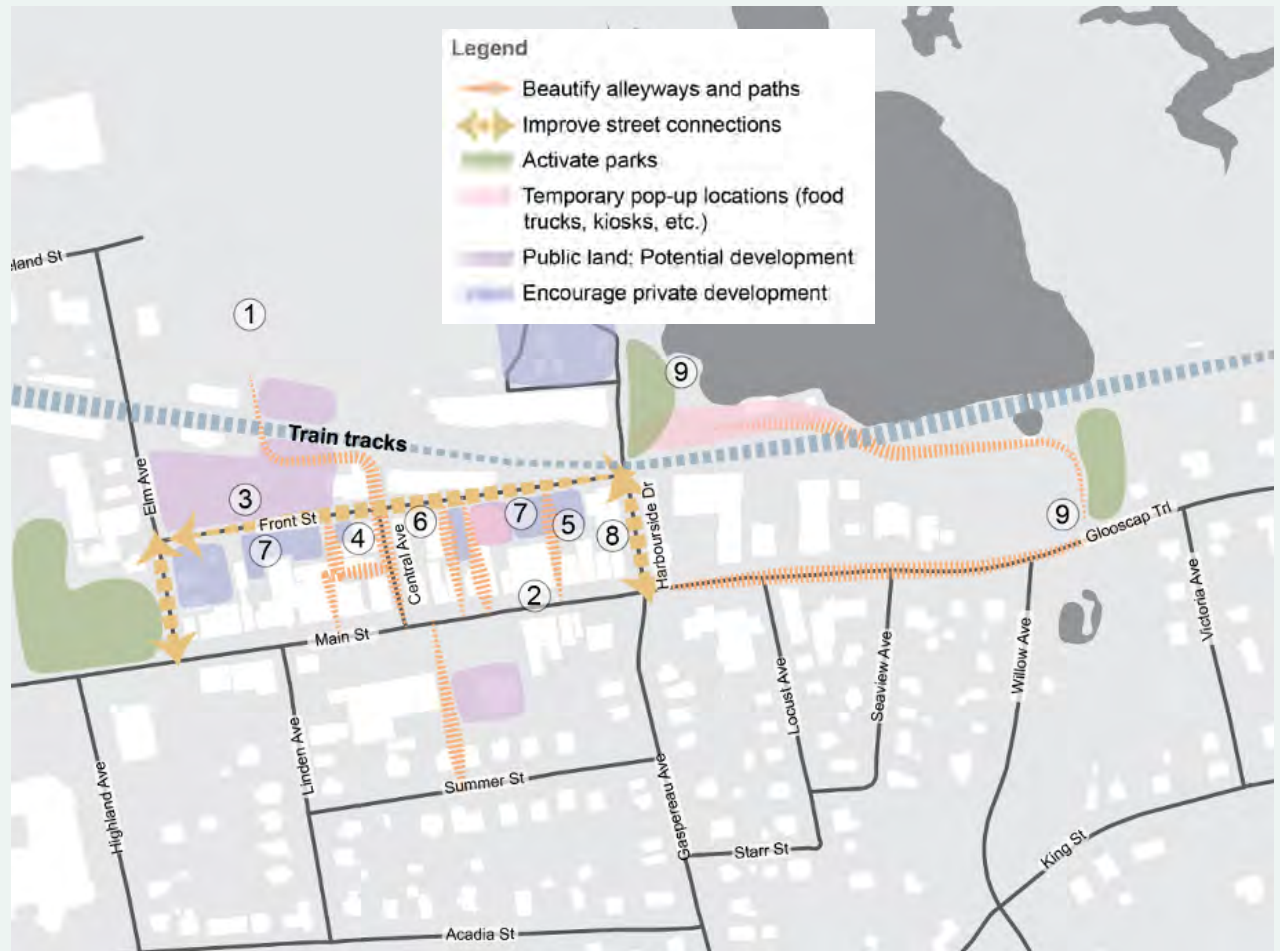 Legend
Beautify alleyways and paths
Improve street connections
Activate parks
Temporary pop-up locations (food
trucks, kiosks, etc.)
Public land; Potential development
Encourage private development
land St
1
9
Train tracks
Elm Ave
3
Front St
7
4
6
Central Ave
7
5
8
Harbourside Dr
9
Glooscap Trl
2
Main St
Victoria Ave
Highland Ave
Linden Ave
Locust Ave
Seaview Ave
Willow Ave
Summer St
Gaspereau Ave
Starr St
King St
Acadia St